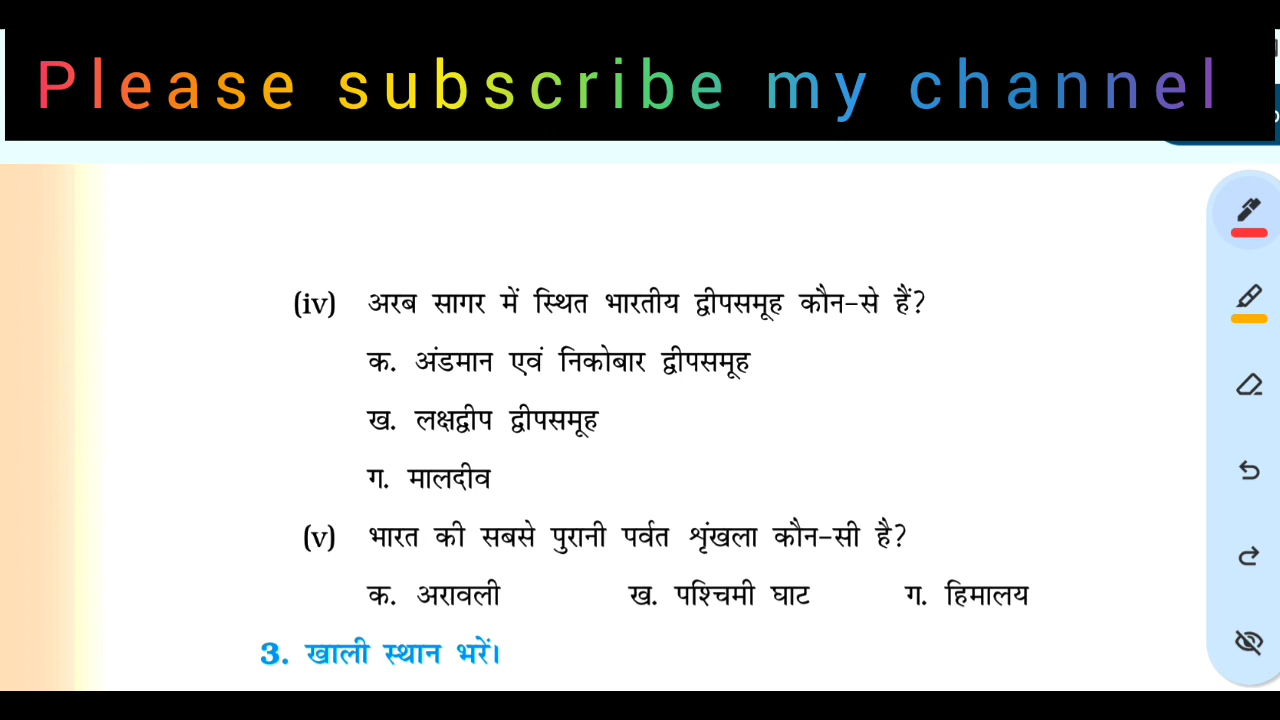 Please subscribe my channel
(iv) अरब सागर में स्थित भारतीय द्वीपसमूह कौन-से हैं?
क. अंडमान एवं निकोबार द्वीपसमूह
ख. लक्षद्वीप द्वीपसमूह
ग. मालदीव
(v) भारत की सबसे पुरानी पर्वत शृंखला कौन-सी है?
क. अरावली ख. पश्चिमी घाट ग. हिमालय
3. खाली स्थान भरें।